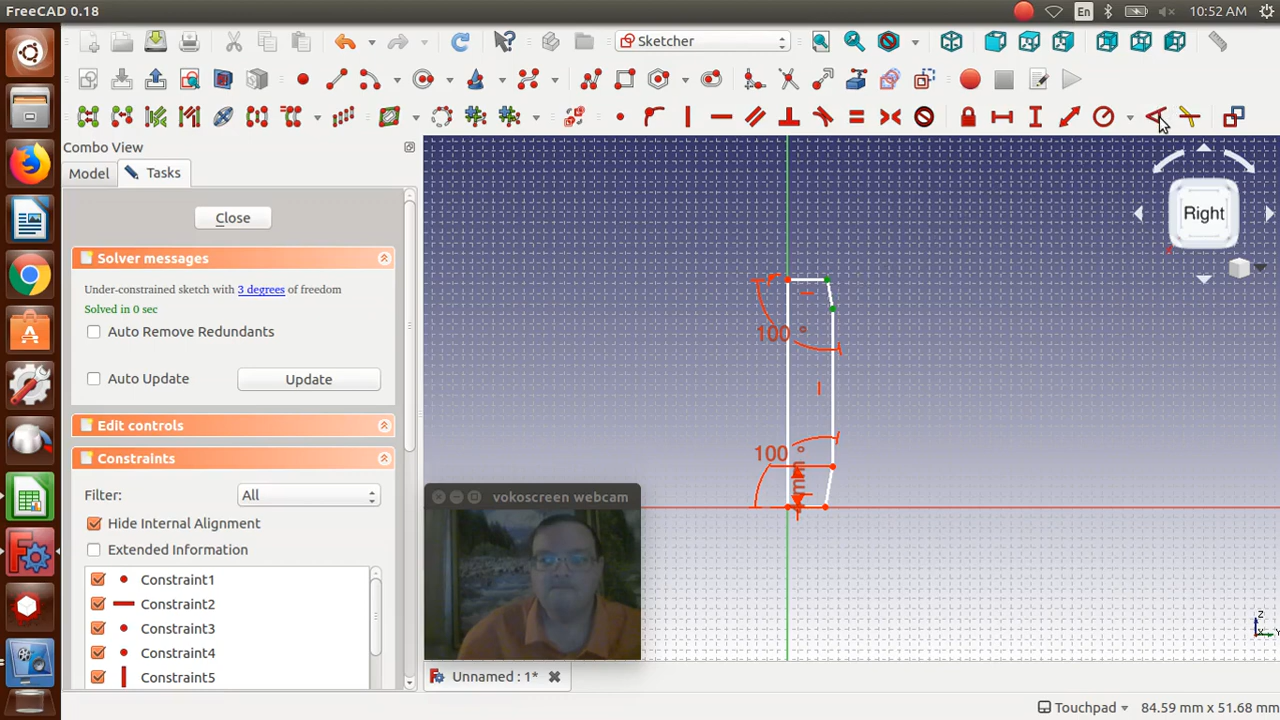 FreeCAD 0.18
En
10:52 AM
Sketcher
Combo View
Model
Tasks
Close
Solver messages
Under-constrained sketch with 3 degrees of freedom
Solved in 0 sec
Auto Remove Redundants
Auto Update
Update
Edit controls
Constraints
Filter:
All
Hide Internal Alignment
Extended Information
Constraint1
Constraint2
Constraint3
Constraint4
Constraint5
100 °
100 °
Right
vokoscreen webcam
Unnamed : 1*
Z
Touchpad
84.59 mm x 51.68 mm